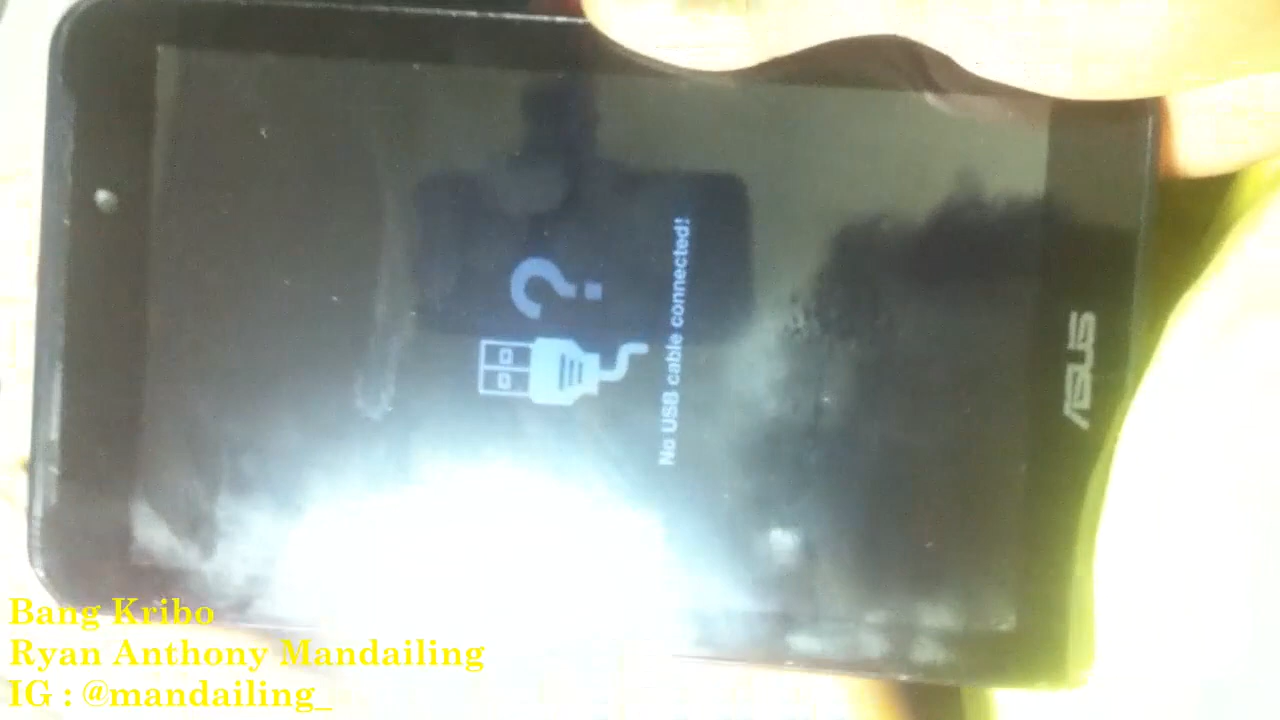 No USB cable connected!
ASUS
Bang Kribo
Ryan Anthony Mandailing
IG : @mandailing_